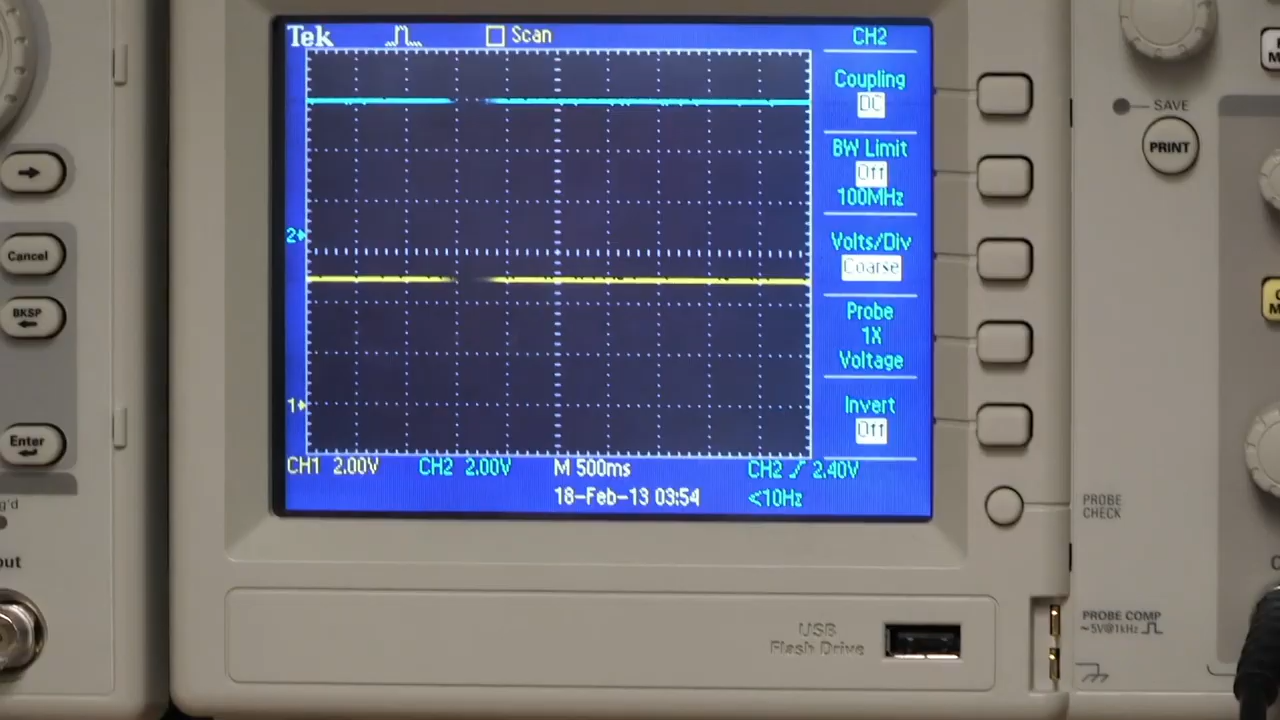 Tek
Scan
CH2
Coupling
DC
BW Limit
Off
100MHz
2
Volts/Div
Coarse
Probe
1X
Voltage
1
Invert
Off
CH1 2.00V
CH2 2.00V
M 500ms
CH2 2.40V
18-Feb-13 03:54
<10Hz
Cancel
BKSP
Enter
SAVE
PRINT
PROBE
CHECK
USB
Flash Drive
PROBE COMP
~5V@1kHz